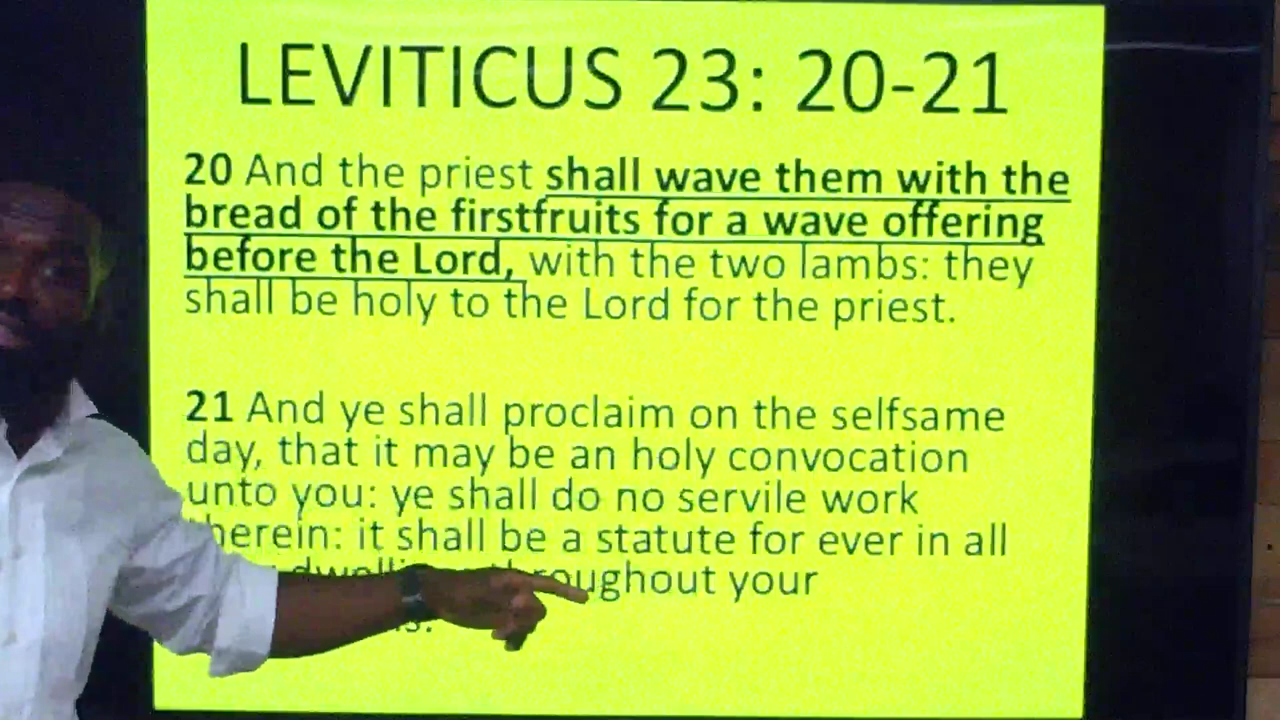 LEVITICUS 23: 20-21
20 And the priest shall wave them with the
bread of the firstfruits for a wave offering
before the Lord, with the two lambs: they
shall be holy to the Lord for the priest.
21 And ye shall proclaim on the selfsame
day, that it may be an holy convocation
unto you: ye shall do no servile work
therein: it shall be a statute for ever in all
throughout your